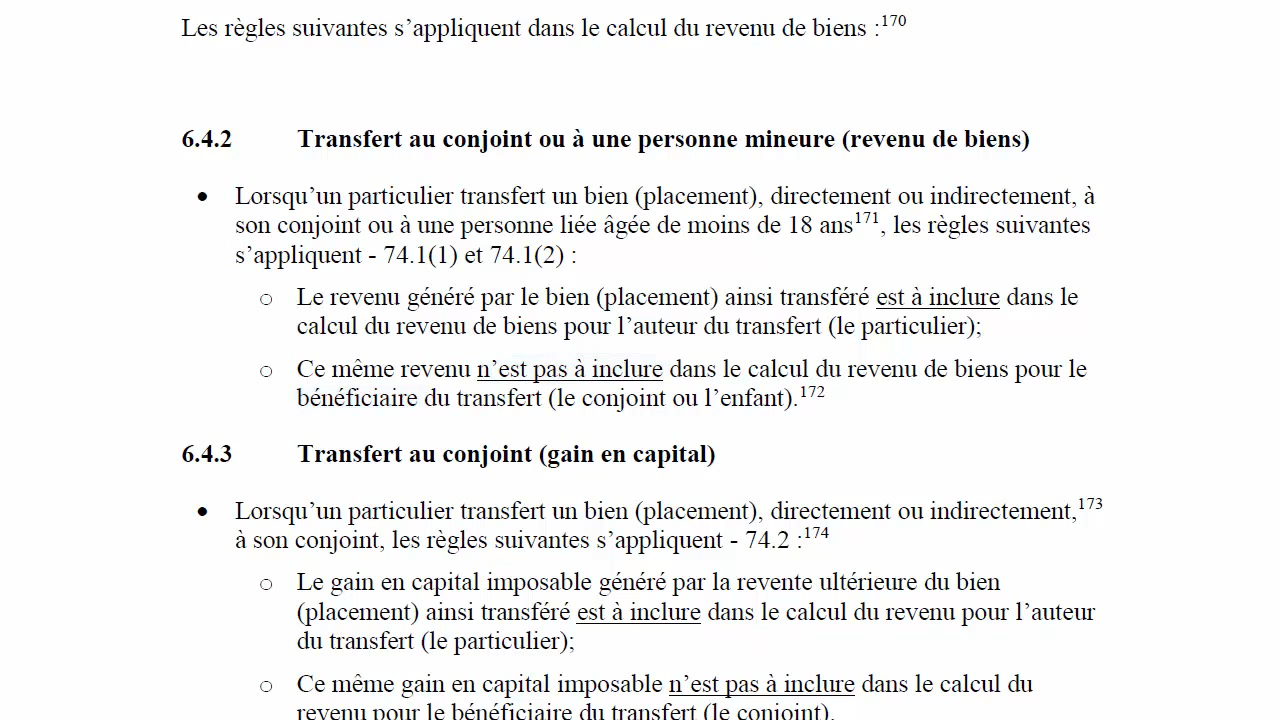 Les règles suivantes s’appliquent dans le calcul du revenu de biens :170
6.4.2 Transfert au conjoint ou à une personne mineure (revenu de biens)
• Lorsqu’un particulier transfert un bien (placement), directement ou indirectement, à
son conjoint ou à une personne liée âgée de moins de 18 ans171, les règles suivantes
s’appliquent - 74.1(1) et 74.1(2) :
o Le revenu généré par le bien (placement) ainsi transféré est à inclure dans le
calcul du revenu de biens pour l’auteur du transfert (le particulier);
o Ce même revenu n’est pas à inclure dans le calcul du revenu de biens pour le
bénéficiaire du transfert (le conjoint ou l’enfant).172
6.4.3 Transfert au conjoint (gain en capital)
• Lorsqu’un particulier transfert un bien (placement), directement ou indirectement,173
à son conjoint, les règles suivantes s’appliquent - 74.2 :174
o Le gain en capital imposable généré par la revente ultérieure du bien
(placement) ainsi transféré est à inclure dans le calcul du revenu pour l’auteur
du transfert (le particulier);
o Ce même gain en capital imposable n’est pas à inclure dans le calcul du
revenu pour le bénéficiaire du transfert (le conjoint).